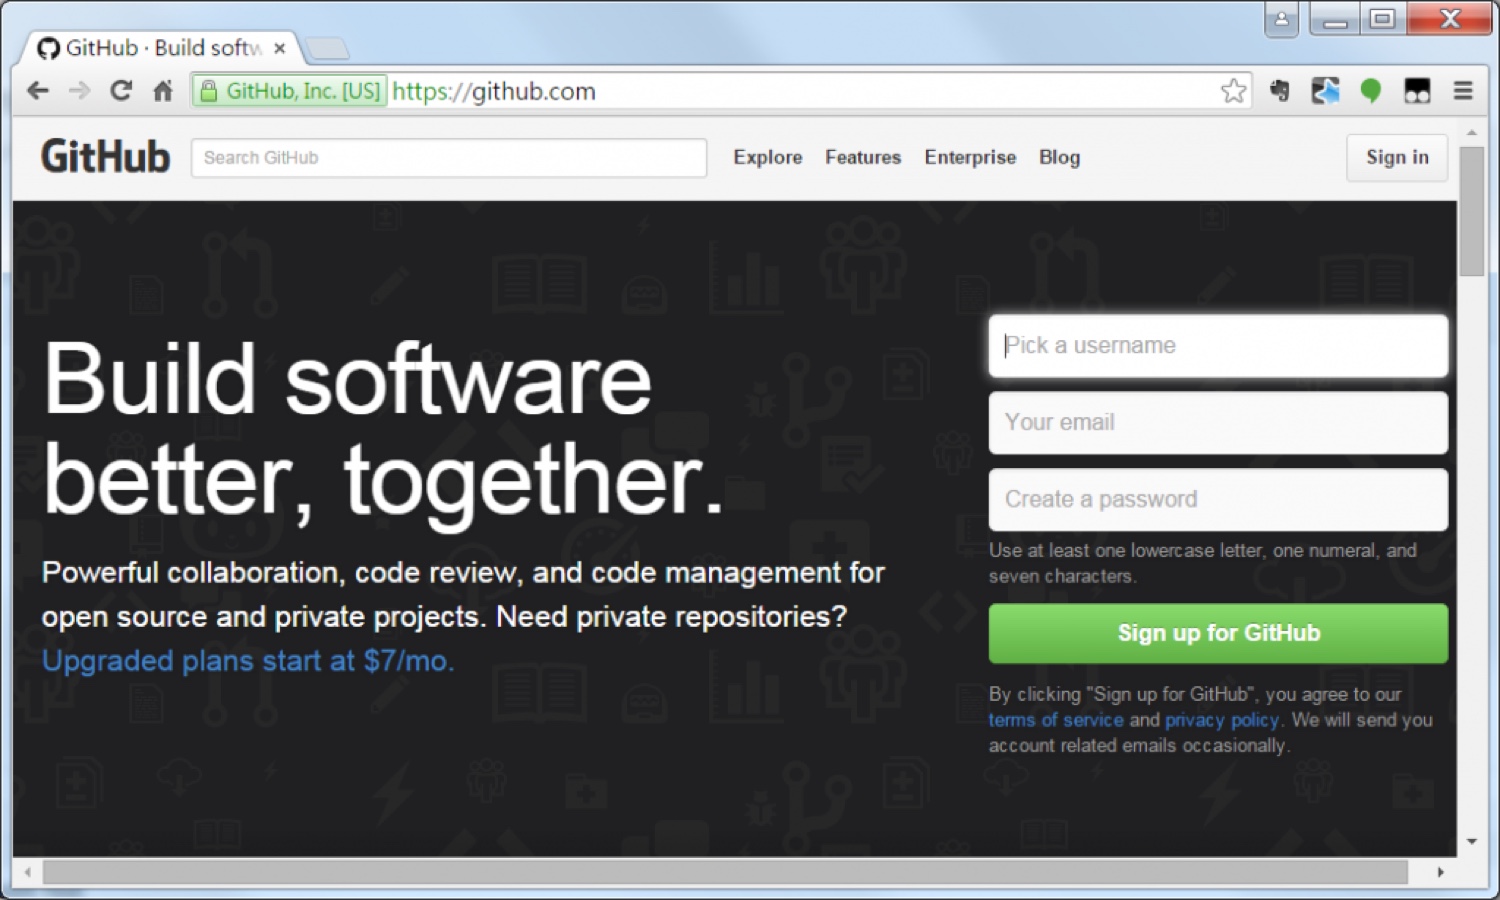 GitHub · Build softw
GitHub, Inc. [US] https://github.com
GitHub
Search GitHub
Explore Features Enterprise Blog
Sign in
Build software
better, together.
Powerful collaboration, code review, and code management for
open source and private projects. Need private repositories?
Upgraded plans start at $7/mo.
Pick a username
Your email
Create a password
Use at least one lowercase letter, one numeral, and
seven characters.
Sign up for GitHub
By clicking "Sign up for GitHub", you agree to our
terms of service and privacy policy. We will send you
account related emails occasionally.